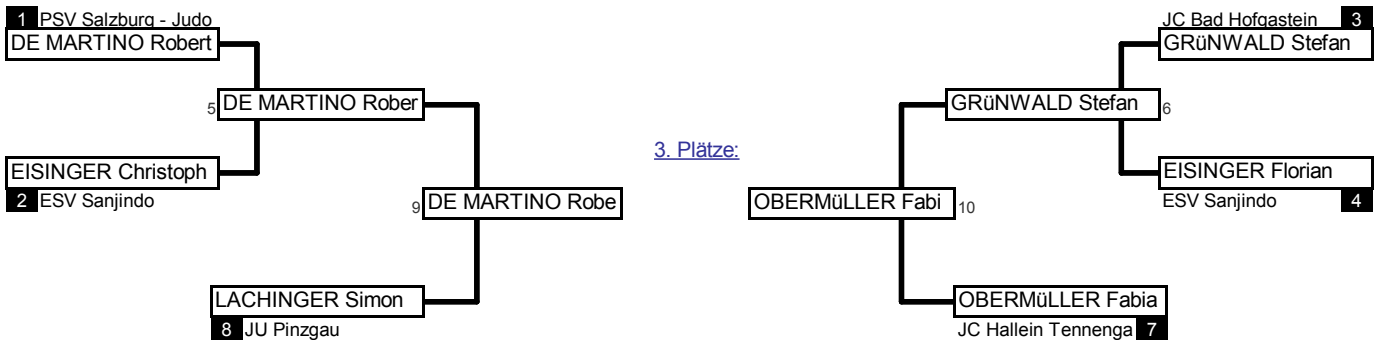 1 PSV Salzburg - Judo
DE MARTINO Robert
5 DE MARTINO Rober
EISINGER Christoph
2 ESV Sanjindo
9 DE MARTINO Robe
LACHINGER Simon
8 JU Pinzgau
3. Plätze:
JC Bad Hofgastein 3
GRüNWALD Stefan
GRüNWALD Stefan 6
EISINGER Florian
ESV Sanjindo 4
OBERMüLLER Fabi 10
OBERMüLLER Fabia
JC Hallein Tennenga 7